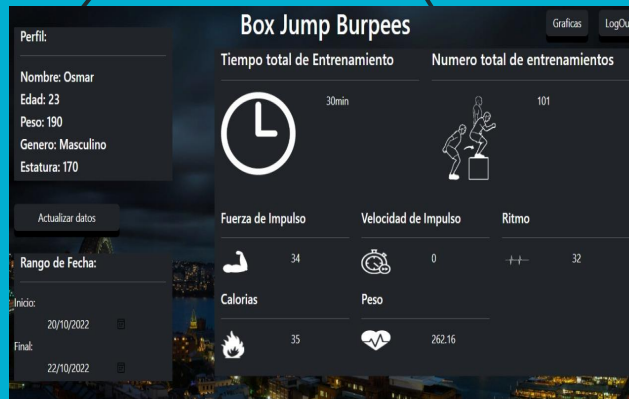 Perfil:
Nombre: Osmar
Edad: 23
Peso: 190
Genero: Masculino
Estatura: 170
Actualizar datos
Rango de Fecha:
Inicio:
20/10/2022
Final:
22/10/2022
Box Jump Burpees
Graficas
LogOu
Tiempo total de Entrenamiento
30min
Numero total de entrenamientos
101
Fuerza de Impulso
34
Velocidad de Impulso
0
Ritmo
32
Calorias
35
Peso
262.16